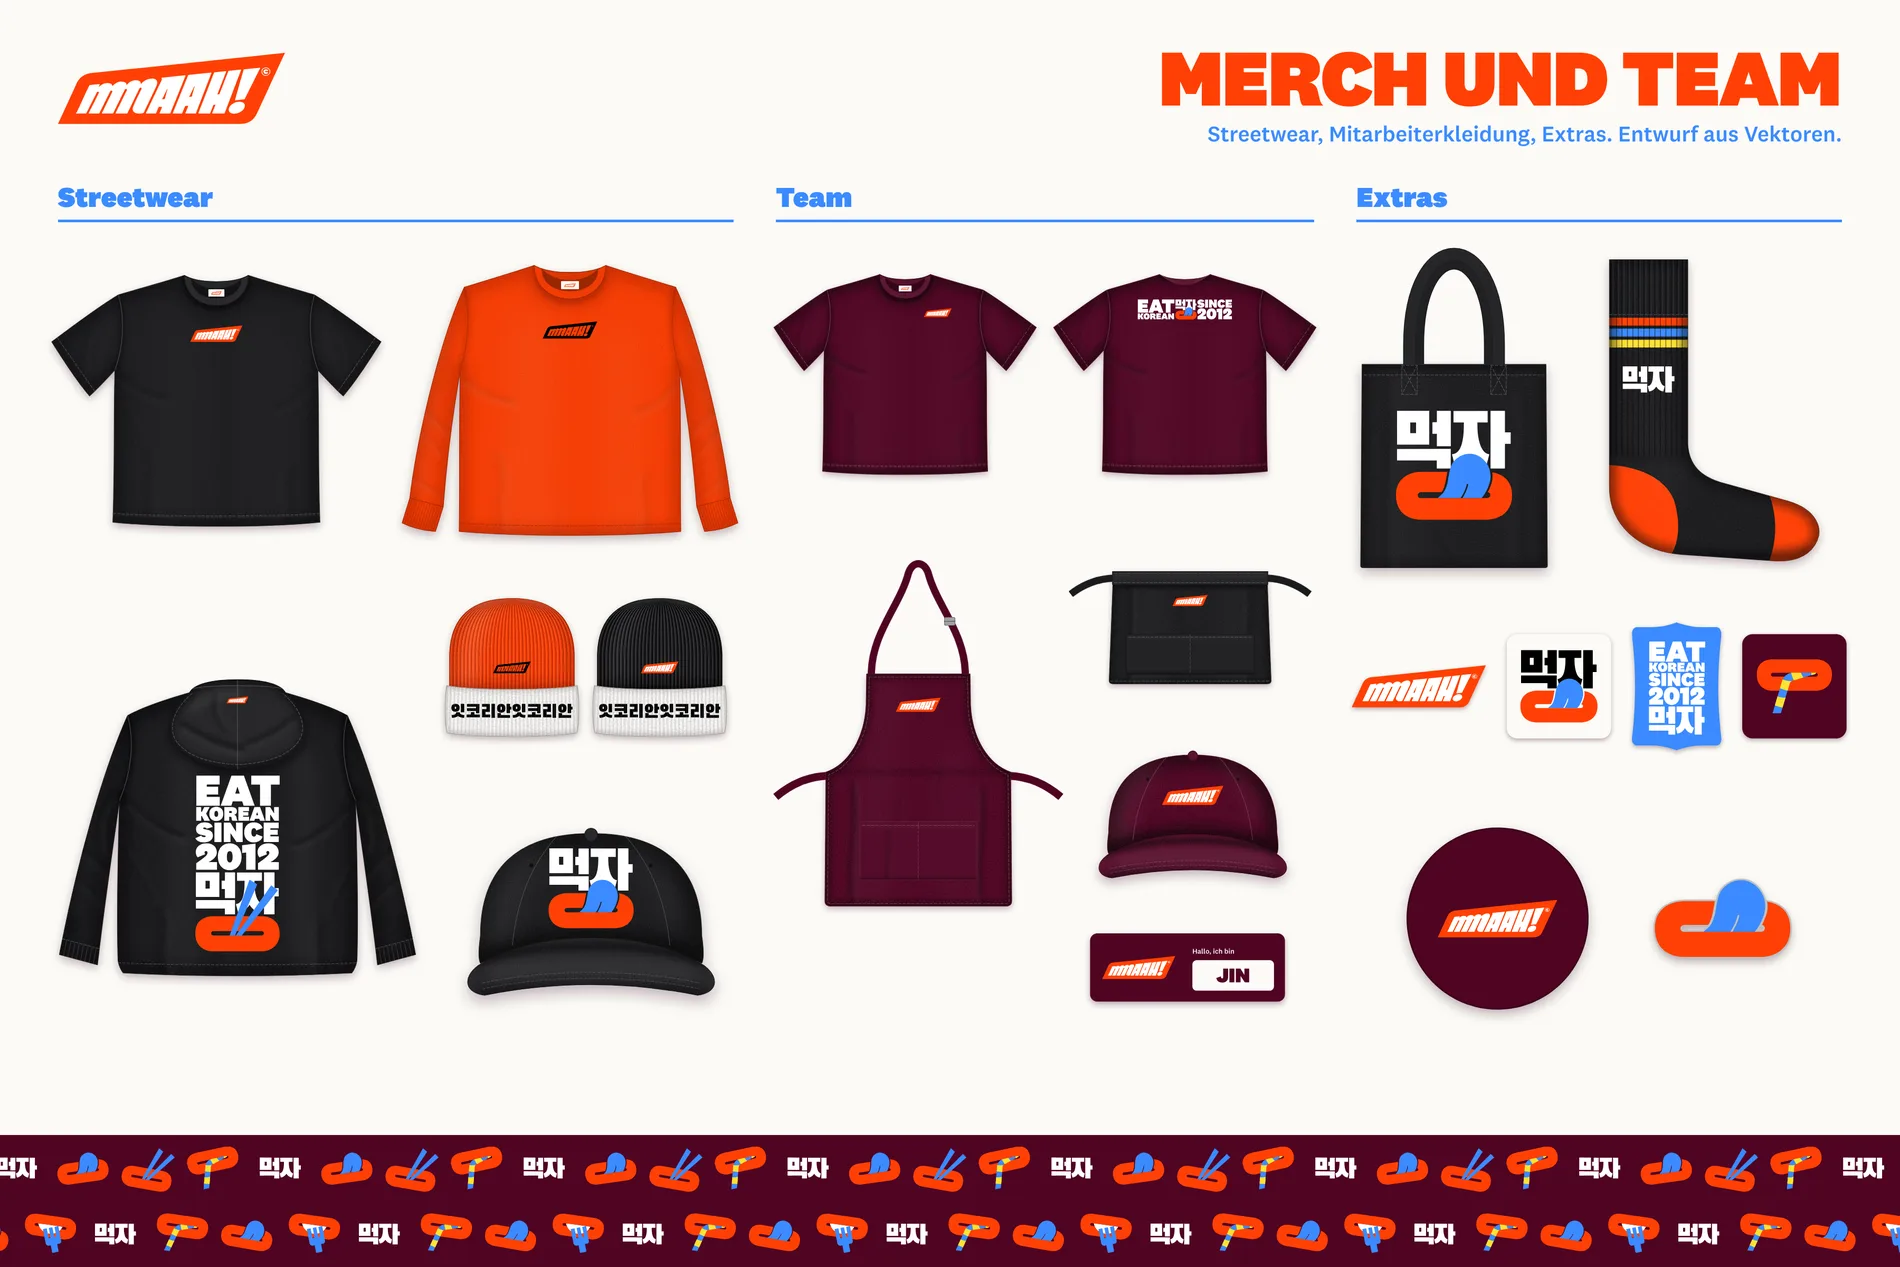 mmAAH!©
MERCH UND TEAM
Streetwear, Mitarbeiterkleidung, Extras. Entwurf aus Vektoren.
Streetwear
Team
Extras
mmAAH!
mmAAH!
mmAAH!
EAT 먹자 SINCE
KOREAN 2012
먹자
먹자
mmAAH!
mmAAH!
잇코리안잇코리안
잇코리안잇코리안
EAT
KOREAN
SINCE
2012
먹자
먹자
mmAAH!
mmAAH!
mmAAH!
mmAAH!
Hallo, ich bin
JIN
mmAAH!
먹자
EAT
KOREAN
SINCE
2012
먹자
mmAAH!
먹자 먹자 먹자 먹자 먹자 먹자 먹자 먹자
먹자 먹자 먹자 먹자 먹자 먹자 먹자